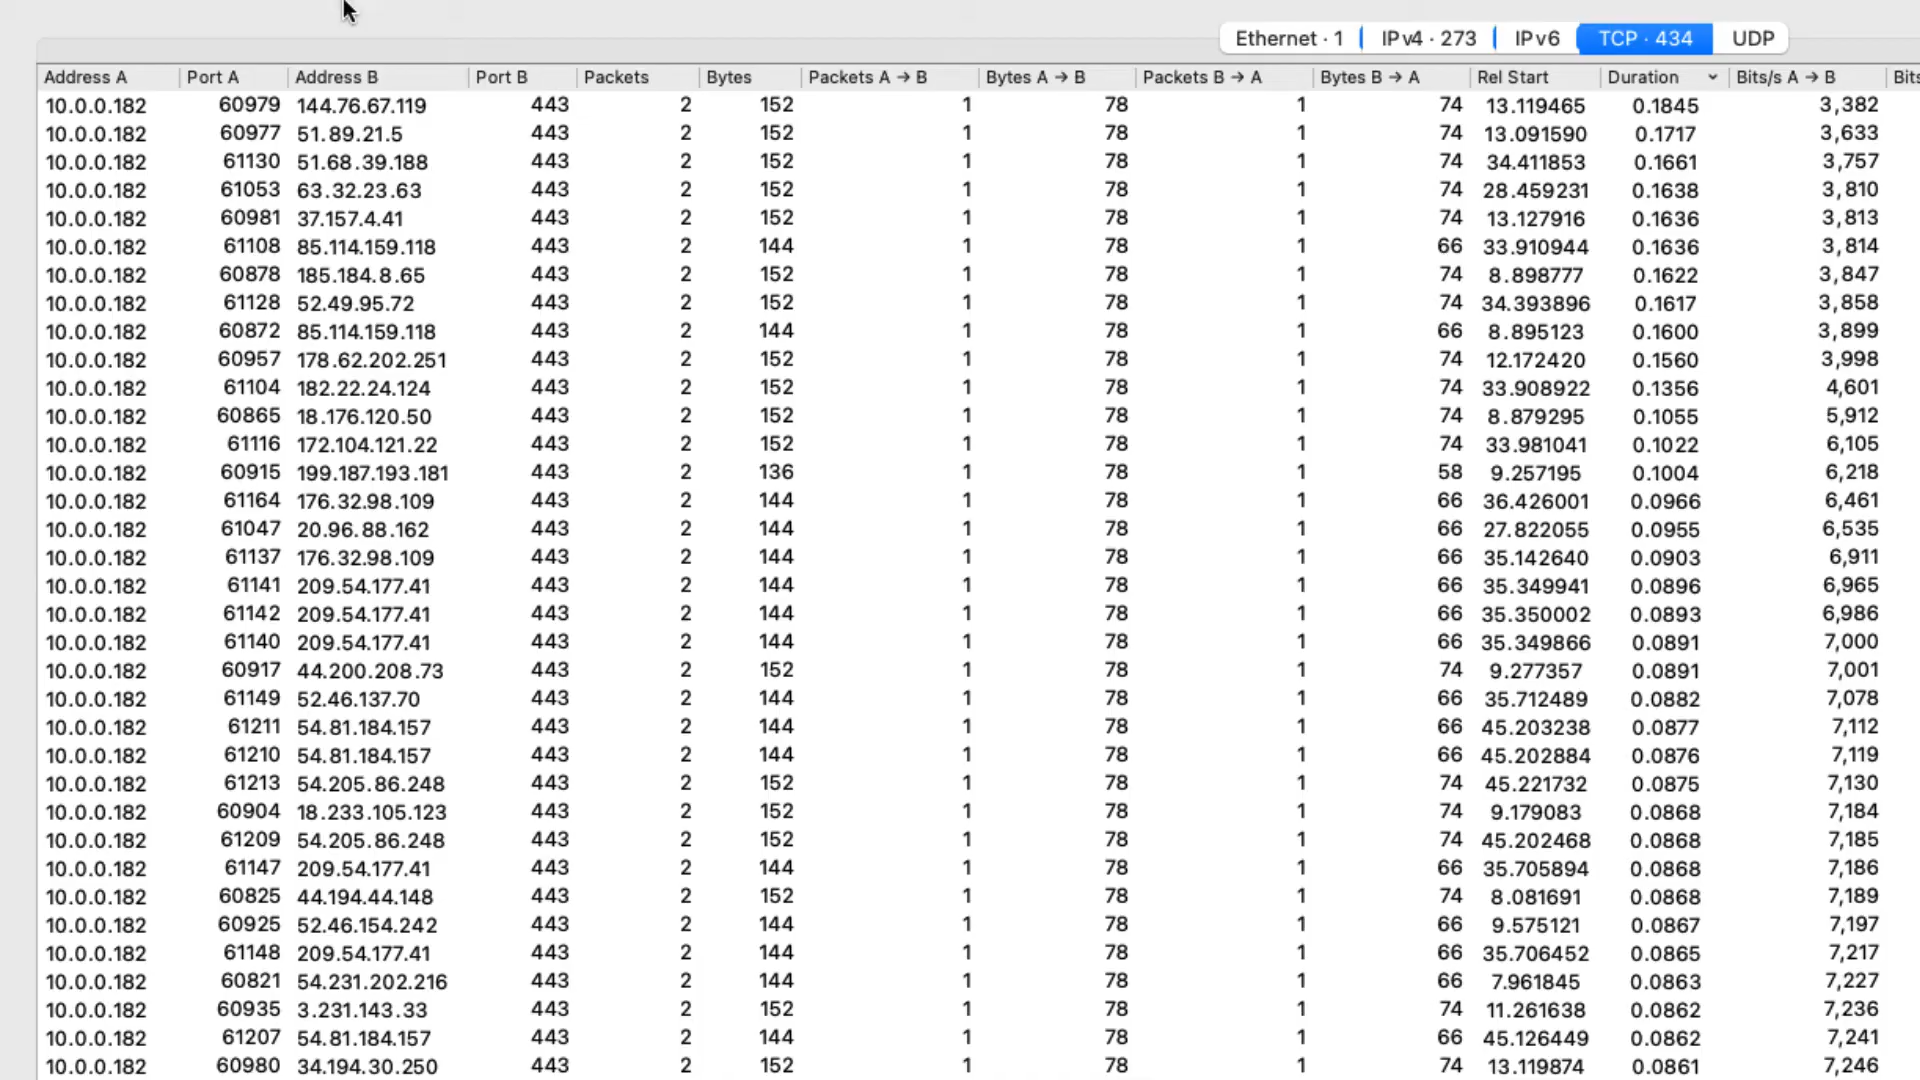 Ethernet · 1 IPv4 · 273 IPv6 TCP · 434 UDP
Address A Port A Address B Port B Packets Bytes Packets A → B Bytes A → B Packets B → A Bytes B → A Rel Start Duration Bits/s A → B Bits
10.0.0.182 60979 144.76.67.119 443 2 152 1 78 1 74 13.119465 0.1845 3,382
10.0.0.182 60977 51.89.21.5 443 2 152 1 78 1 74 13.091590 0.1717 3,633
10.0.0.182 61130 51.68.39.188 443 2 152 1 78 1 74 34.411853 0.1661 3,757
10.0.0.182 61053 63.32.23.63 443 2 152 1 78 1 74 28.459231 0.1638 3,810
10.0.0.182 60981 37.157.4.41 443 2 152 1 78 1 74 13.127916 0.1636 3,813
10.0.0.182 61108 85.114.159.118 443 2 144 1 78 1 66 33.910944 0.1636 3,814
10.0.0.182 60878 185.184.8.65 443 2 152 1 78 1 74 8.898777 0.1622 3,847
10.0.0.182 61128 52.49.95.72 443 2 152 1 78 1 74 34.393896 0.1617 3,858
10.0.0.182 60872 85.114.159.118 443 2 144 1 78 1 66 8.895123 0.1600 3,899
10.0.0.182 60957 178.62.202.251 443 2 152 1 78 1 74 12.172420 0.1560 3,998
10.0.0.182 61104 182.22.24.124 443 2 152 1 78 1 74 33.908922 0.1356 4,601
10.0.0.182 60865 18.176.120.50 443 2 152 1 78 1 74 8.879295 0.1055 5,912
10.0.0.182 61116 172.104.121.22 443 2 152 1 78 1 74 33.981041 0.1022 6,105
10.0.0.182 60915 199.187.193.181 443 2 136 1 78 1 58 9.257195 0.1004 6,218
10.0.0.182 61164 176.32.98.109 443 2 144 1 78 1 66 36.426001 0.0966 6,461
10.0.0.182 61047 20.96.88.162 443 2 144 1 78 1 66 27.822055 0.0955 6,535
10.0.0.182 61137 176.32.98.109 443 2 144 1 78 1 66 35.142640 0.0903 6,911
10.0.0.182 61141 209.54.177.41 443 2 144 1 78 1 66 35.349941 0.0896 6,965
10.0.0.182 61142 209.54.177.41 443 2 144 1 78 1 66 35.350002 0.0893 6,986
10.0.0.182 61140 209.54.177.41 443 2 144 1 78 1 66 35.349866 0.0891 7,000
10.0.0.182 60917 44.200.208.73 443 2 152 1 78 1 74 9.277357 0.0891 7,001
10.0.0.182 61149 52.46.137.70 443 2 144 1 78 1 66 35.712489 0.0882 7,078
10.0.0.182 61211 54.81.184.157 443 2 144 1 78 1 66 45.203238 0.0877 7,112
10.0.0.182 61210 54.81.184.157 443 2 144 1 78 1 66 45.202884 0.0876 7,119
10.0.0.182 61213 54.205.86.248 443 2 152 1 78 1 74 45.221732 0.0875 7,130
10.0.0.182 60904 18.233.105.123 443 2 152 1 78 1 74 9.179083 0.0868 7,184
10.0.0.182 61209 54.205.86.248 443 2 152 1 78 1 74 45.202468 0.0868 7,185
10.0.0.182 61147 209.54.177.41 443 2 144 1 78 1 66 35.705894 0.0868 7,186
10.0.0.182 60825 44.194.44.148 443 2 152 1 78 1 74 8.081691 0.0868 7,189
10.0.0.182 60925 52.46.154.242 443 2 144 1 78 1 66 9.575121 0.0867 7,197
10.0.0.182 61148 209.54.177.41 443 2 144 1 78 1 66 35.706452 0.0865 7,217
10.0.0.182 60821 54.231.202.216 443 2 144 1 78 1 66 7.961845 0.0863 7,227
10.0.0.182 60935 3.231.143.33 443 2 152 1 78 1 74 11.261638 0.0862 7,236
10.0.0.182 61207 54.81.184.157 443 2 144 1 78 1 66 45.126449 0.0862 7,241
10.0.0.182 60980 34.194.30.250 443 2 152 1 78 1 74 13.119874 0.0861 7,246